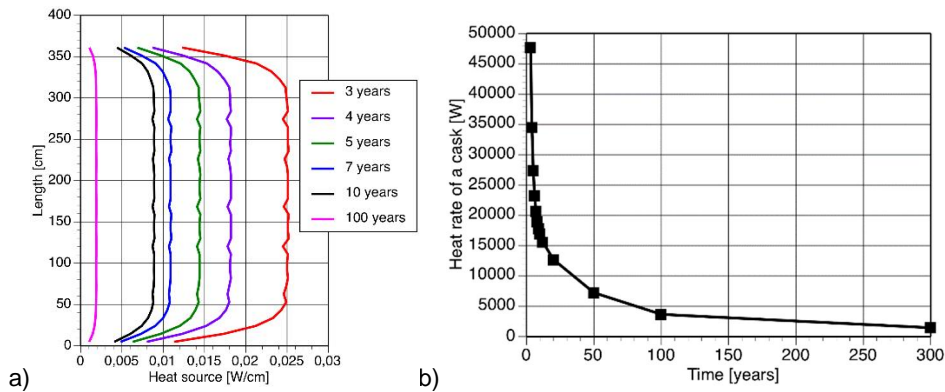 400
350
300
250
200
150
100
50
0
Length [cm]
0
0,005
0,01
0,015
0,02
0,025
0,03
Heat source [W/cm]
3 years
4 years
5 years
7 years
10 years
100 years
a)
50000
45000
40000
35000
30000
25000
20000
15000
10000
5000
0
Heat rate of a cask [W]
0
50
100
150
200
250
300
Time [years]
b)